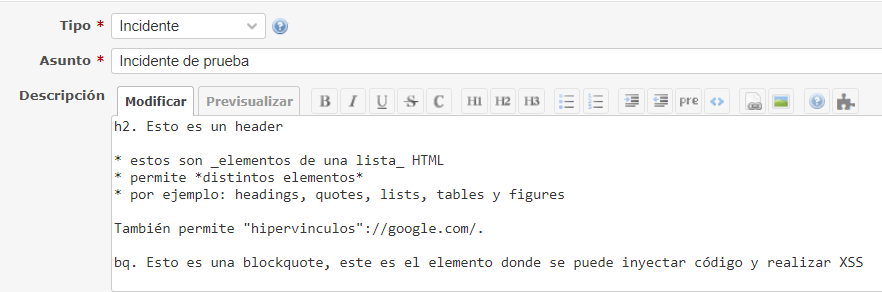 Tipo * Incidente
Asunto * Incidente de prueba
Descripción Modificar Previsualizar B I U S C H1 H2 H3 pre <>
h2. Esto es un header
* estos son _elementos de una lista_ HTML
* permite *distintos elementos*
* por ejemplo: headings, quotes, lists, tables y figures
También permite "hipervinculos"://google.com/.
bq. Esto es una blockquote, este es el elemento donde se puede inyectar código y realizar XSS